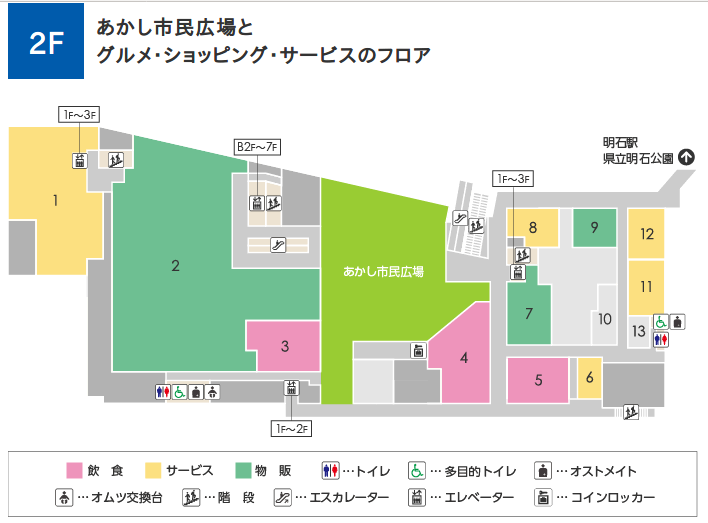 2F
あかし市民広場と
グルメ・ショッピング・サービスのフロア
1F〜3F
B2F〜7F
明石駅
県立明石公園
1F〜3F
1
2
3
あかし市民広場
4
5
6
7
8
9
10
11
12
13
1F〜2F
飲 食
サービス
物 販
…トイレ
…多目的トイレ
…オストメイト
…オムツ交換台
…階 段
…エスカレーター
…エレベーター
…コインロッカー